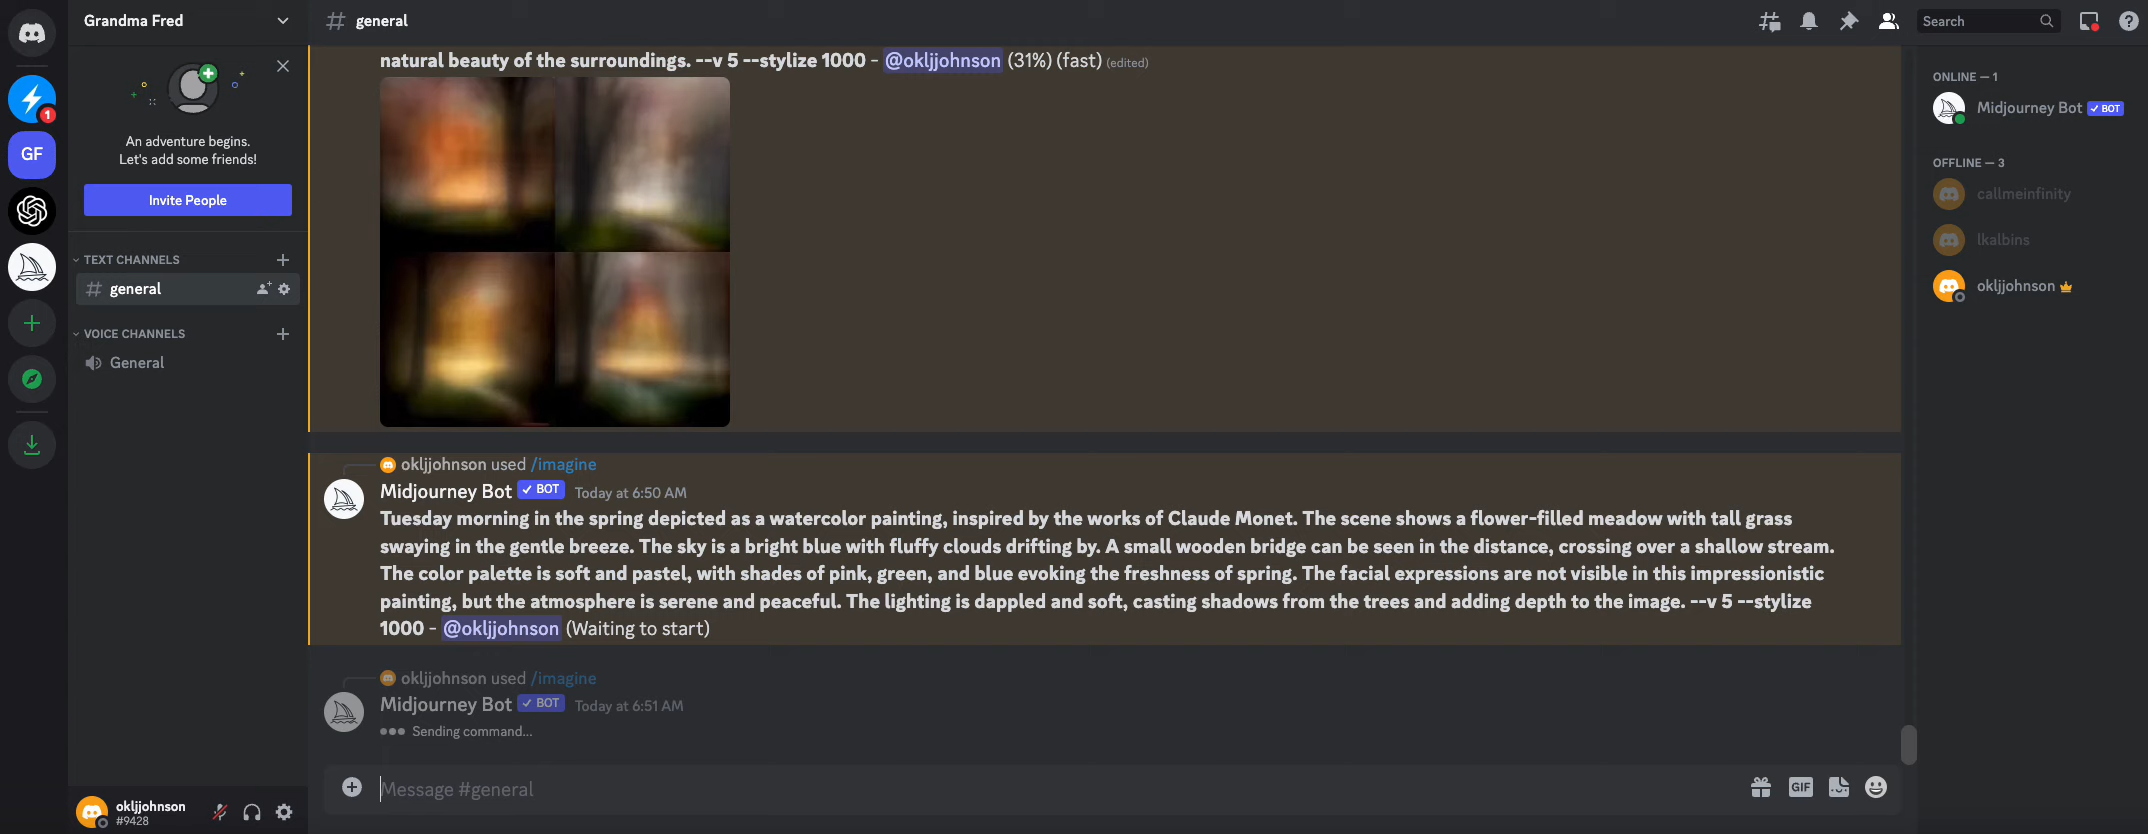 Grandma Fred
general
Search
natural beauty of the surroundings. --v 5 --stylize 1000 - @okljjohnson (31%) (fast) (edited)
1
GF
An adventure begins.
Let's add some friends!
Invite People
TEXT CHANNELS
general
VOICE CHANNELS
General
okljjohnson used /imagine
Midjourney Bot BOT Today at 6:50 AM
Tuesday morning in the spring depicted as a watercolor painting, inspired by the works of Claude Monet. The scene shows a flower-filled meadow with tall grass
swaying in the gentle breeze. The sky is a bright blue with fluffy clouds drifting by. A small wooden bridge can be seen in the distance, crossing over a shallow stream.
The color palette is soft and pastel, with shades of pink, green, and blue evoking the freshness of spring. The facial expressions are not visible in this impressionistic
painting, but the atmosphere is serene and peaceful. The lighting is dappled and soft, casting shadows from the trees and adding depth to the image. --v 5 --stylize
1000 - @okljjohnson (Waiting to start)
okljjohnson used /imagine
Midjourney Bot BOT Today at 6:51 AM
Sending command...
Message #general
GIF
okljjohnson
#9428
ONLINE — 1
Midjourney Bot BOT
OFFLINE — 3
callmeinfinity
lkalbins
okljjohnson